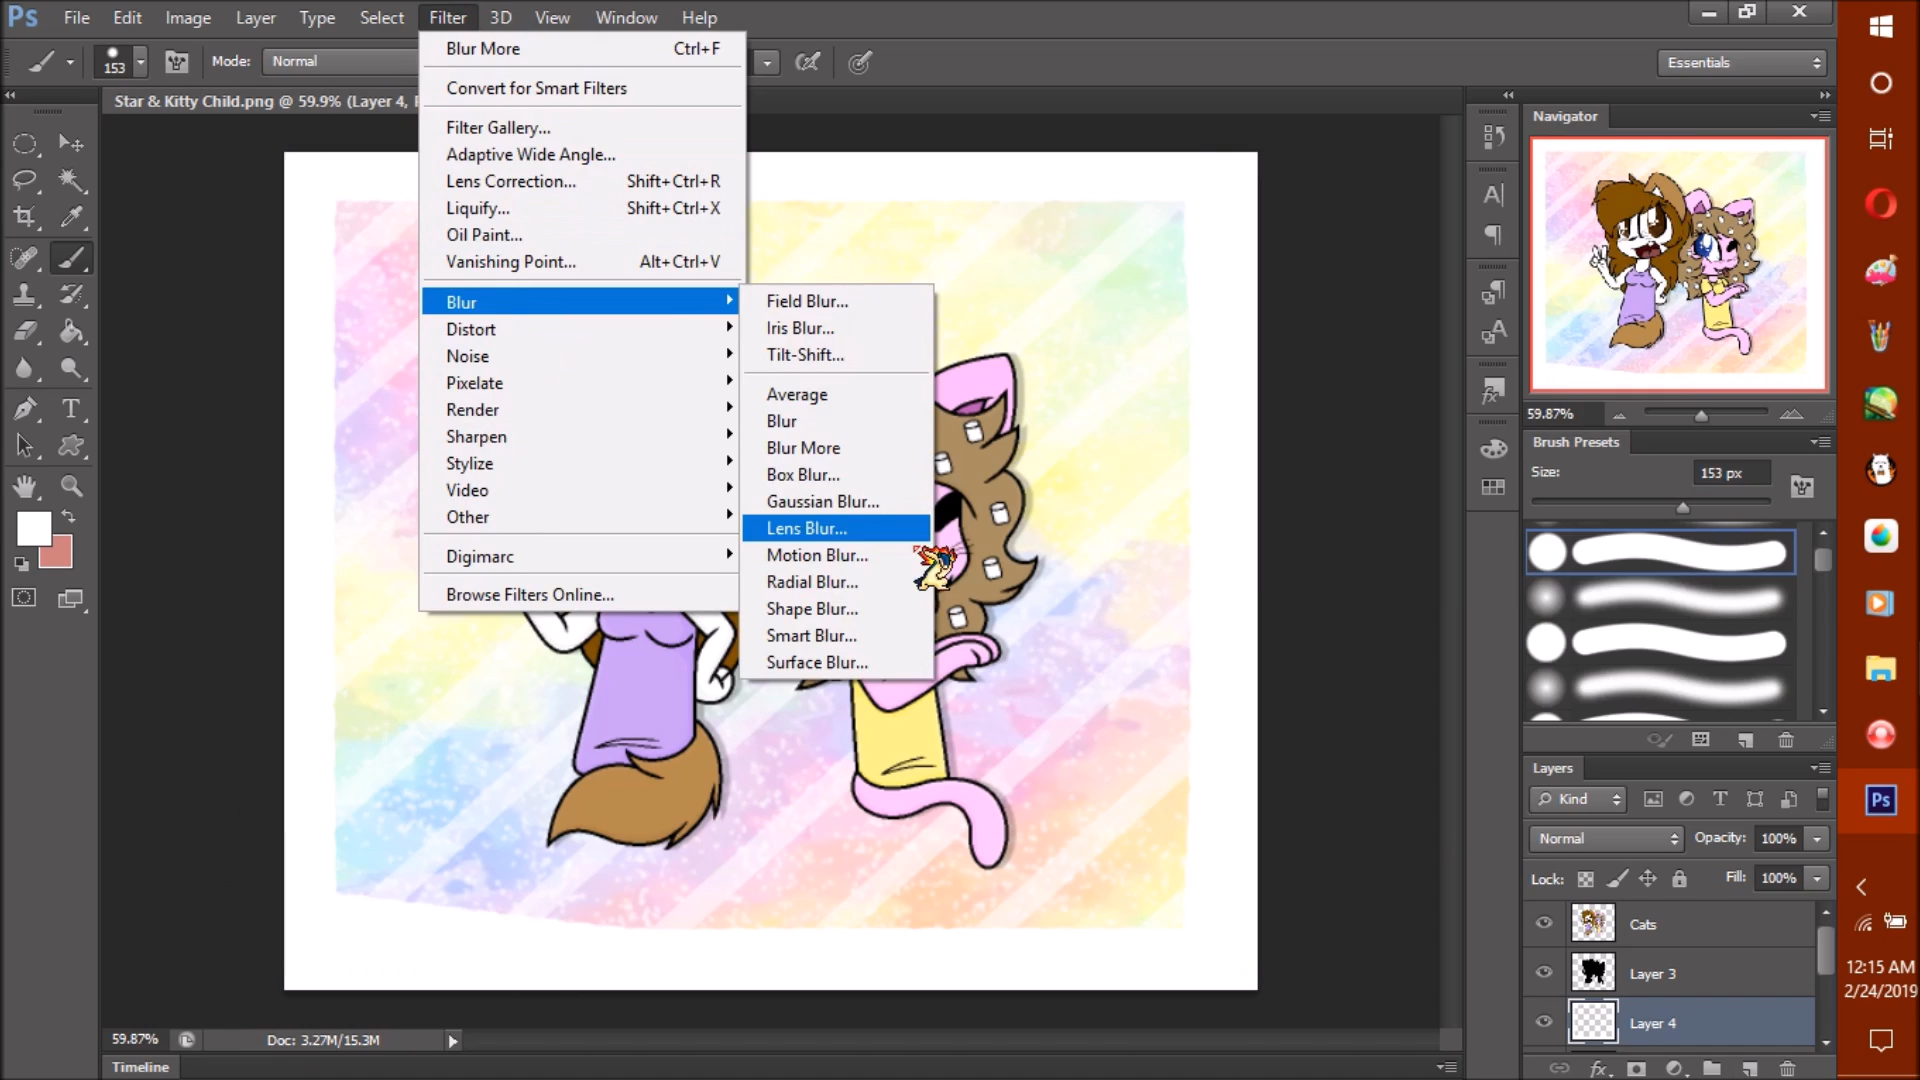 Ps File Edit Image Layer Type Select Filter 3D View Window Help
153 Mode: Normal Essentials
Star & Kitty Child.png @ 59.9% (Layer 4,
Blur More Ctrl+F
Convert for Smart Filters
Filter Gallery...
Adaptive Wide Angle...
Lens Correction... Shift+Ctrl+R
Liquify... Shift+Ctrl+X
Oil Paint...
Vanishing Point... Alt+Ctrl+V
Blur
Distort
Noise
Pixelate
Render
Sharpen
Stylize
Video
Other
Digimarc
Browse Filters Online...
Field Blur...
Iris Blur...
Tilt-Shift...
Average
Blur
Blur More
Box Blur...
Gaussian Blur...
Lens Blur...
Motion Blur...
Radial Blur...
Shape Blur...
Smart Blur...
Surface Blur...
Navigator
59.87%
Brush Presets
Size: 153 px
Layers
Kind
Normal Opacity: 100%
Lock: Fill: 100%
Cats
Layer 3
Layer 4
59.87% Doc: 3.27M/15.3M
Timeline
Ps
12:15 AM
2/24/2019